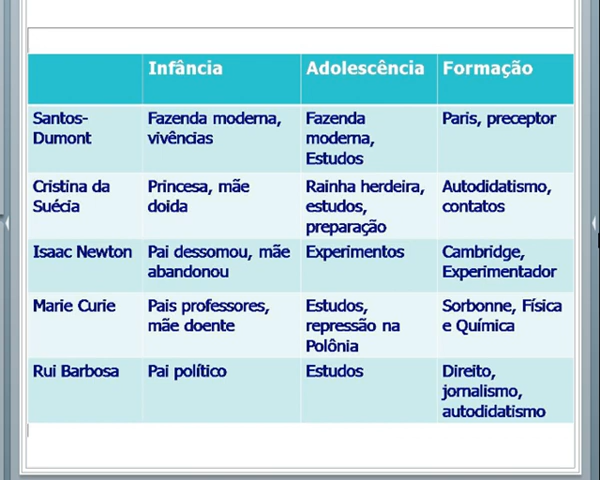 Infância Adolescência Formação
Santos-Dumont Fazenda moderna, vivências Fazenda moderna, Estudos Paris, preceptor
Cristina da Suécia Princesa, mãe doida Rainha herdeira, estudos, preparação Autodidatismo, contatos
Isaac Newton Pai dessomou, mãe abandonou Experimentos Cambridge, Experimentador
Marie Curie Pais professores, mãe doente Estudos, repressão na Polônia Sorbonne, Física e Química
Rui Barbosa Pai político Estudos Direito, jornalismo, autodidatismo